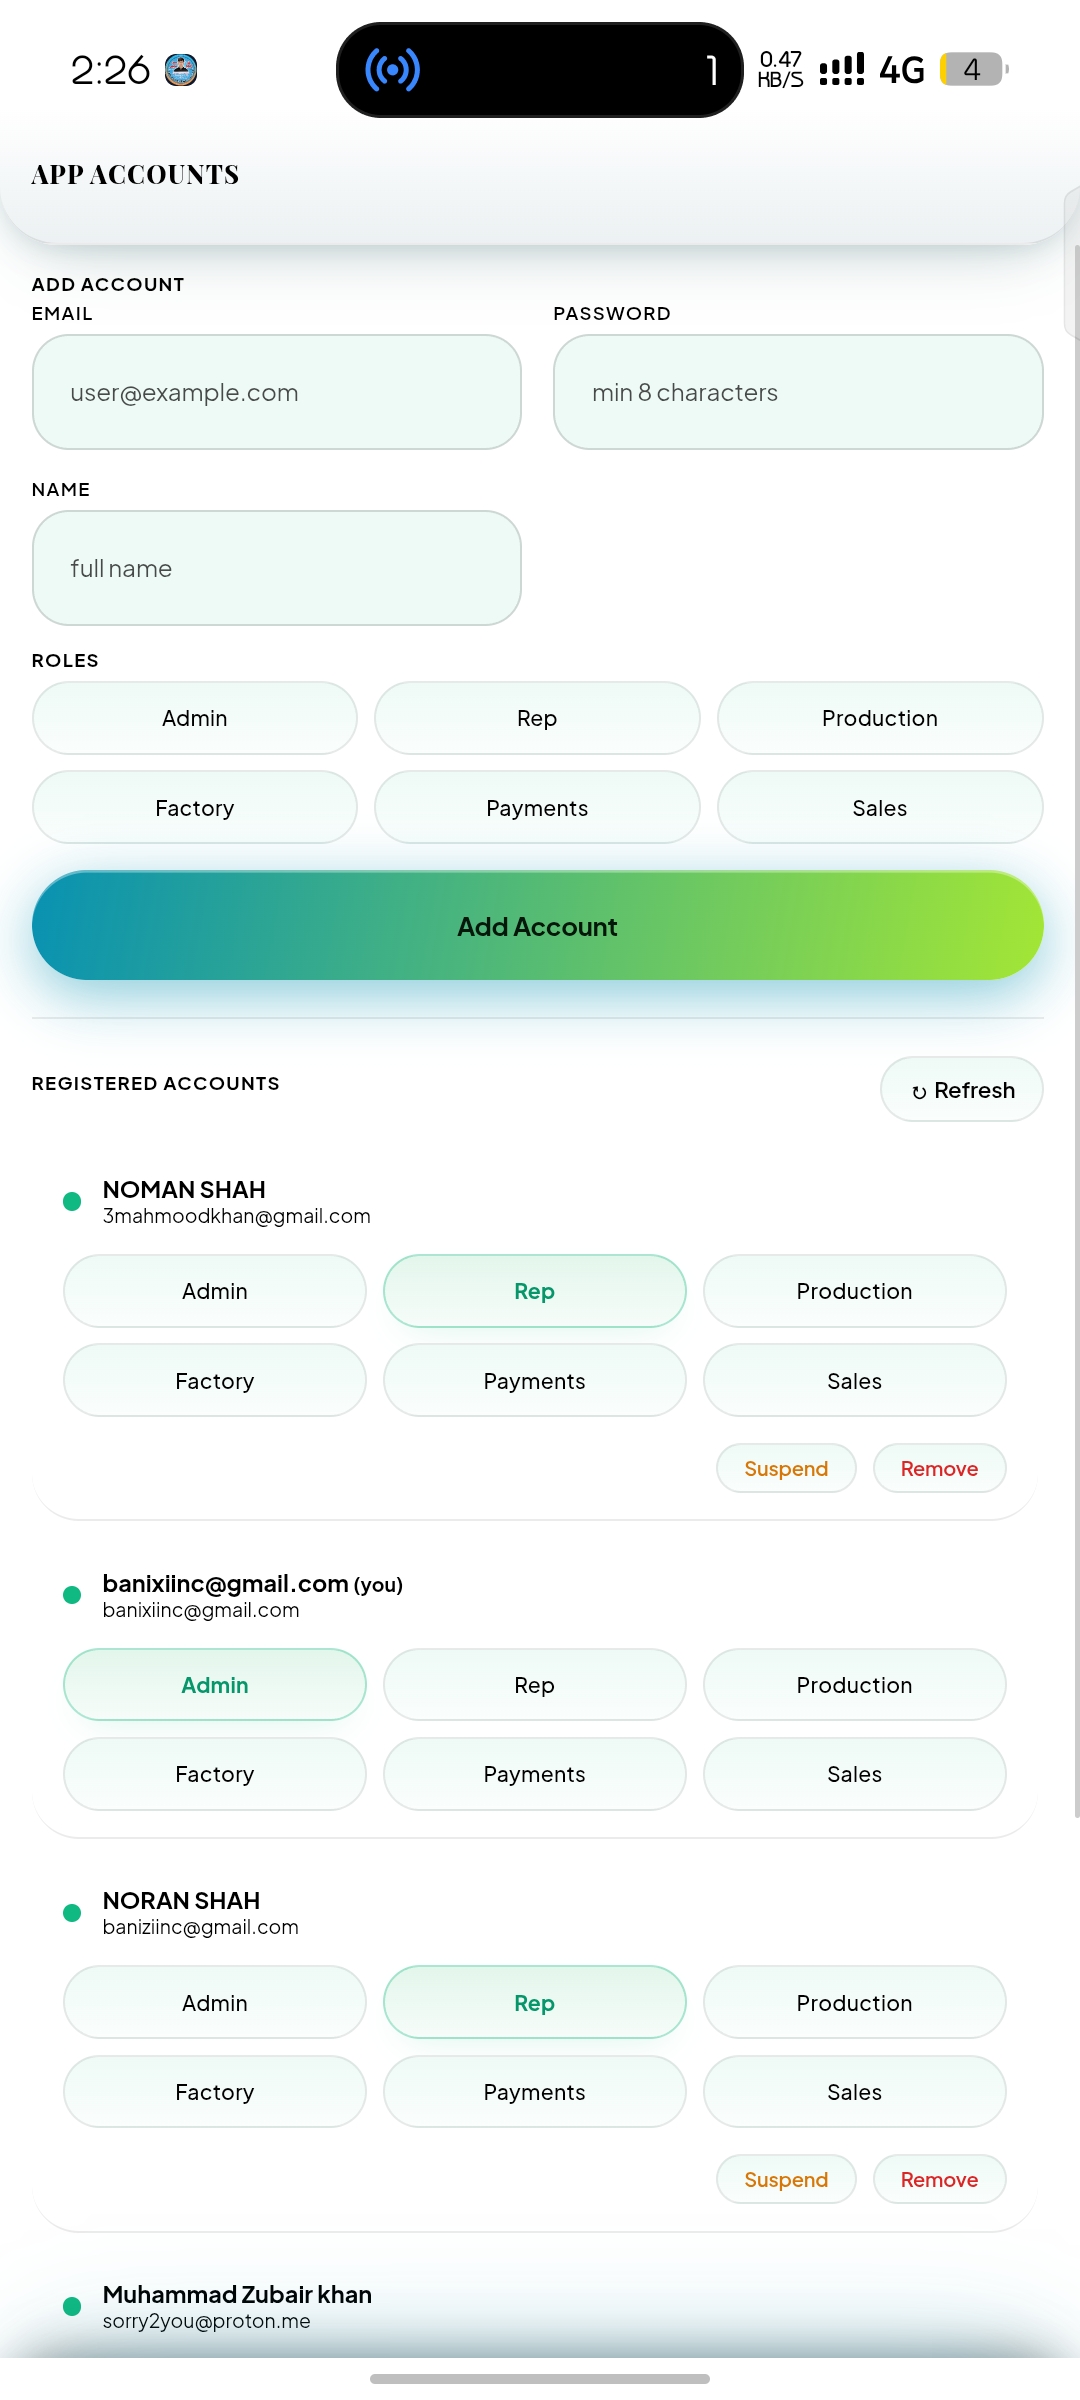 2:26
1
0.47
KB/S
4G
4
APP ACCOUNTS
ADD ACCOUNT
EMAIL PASSWORD
user@example.com min 8 characters
NAME
full name
ROLES
Admin Rep Production
Factory Payments Sales
Add Account
REGISTERED ACCOUNTS ↻ Refresh
NOMAN SHAH
3mahmoodkhan@gmail.com
Admin Rep Production
Factory Payments Sales
Suspend Remove
banixiinc@gmail.com (you)
banixiinc@gmail.com
Admin Rep Production
Factory Payments Sales
NORAN SHAH
baniziinc@gmail.com
Admin Rep Production
Factory Payments Sales
Suspend Remove
Muhammad Zubair khan
sorry2you@proton.me